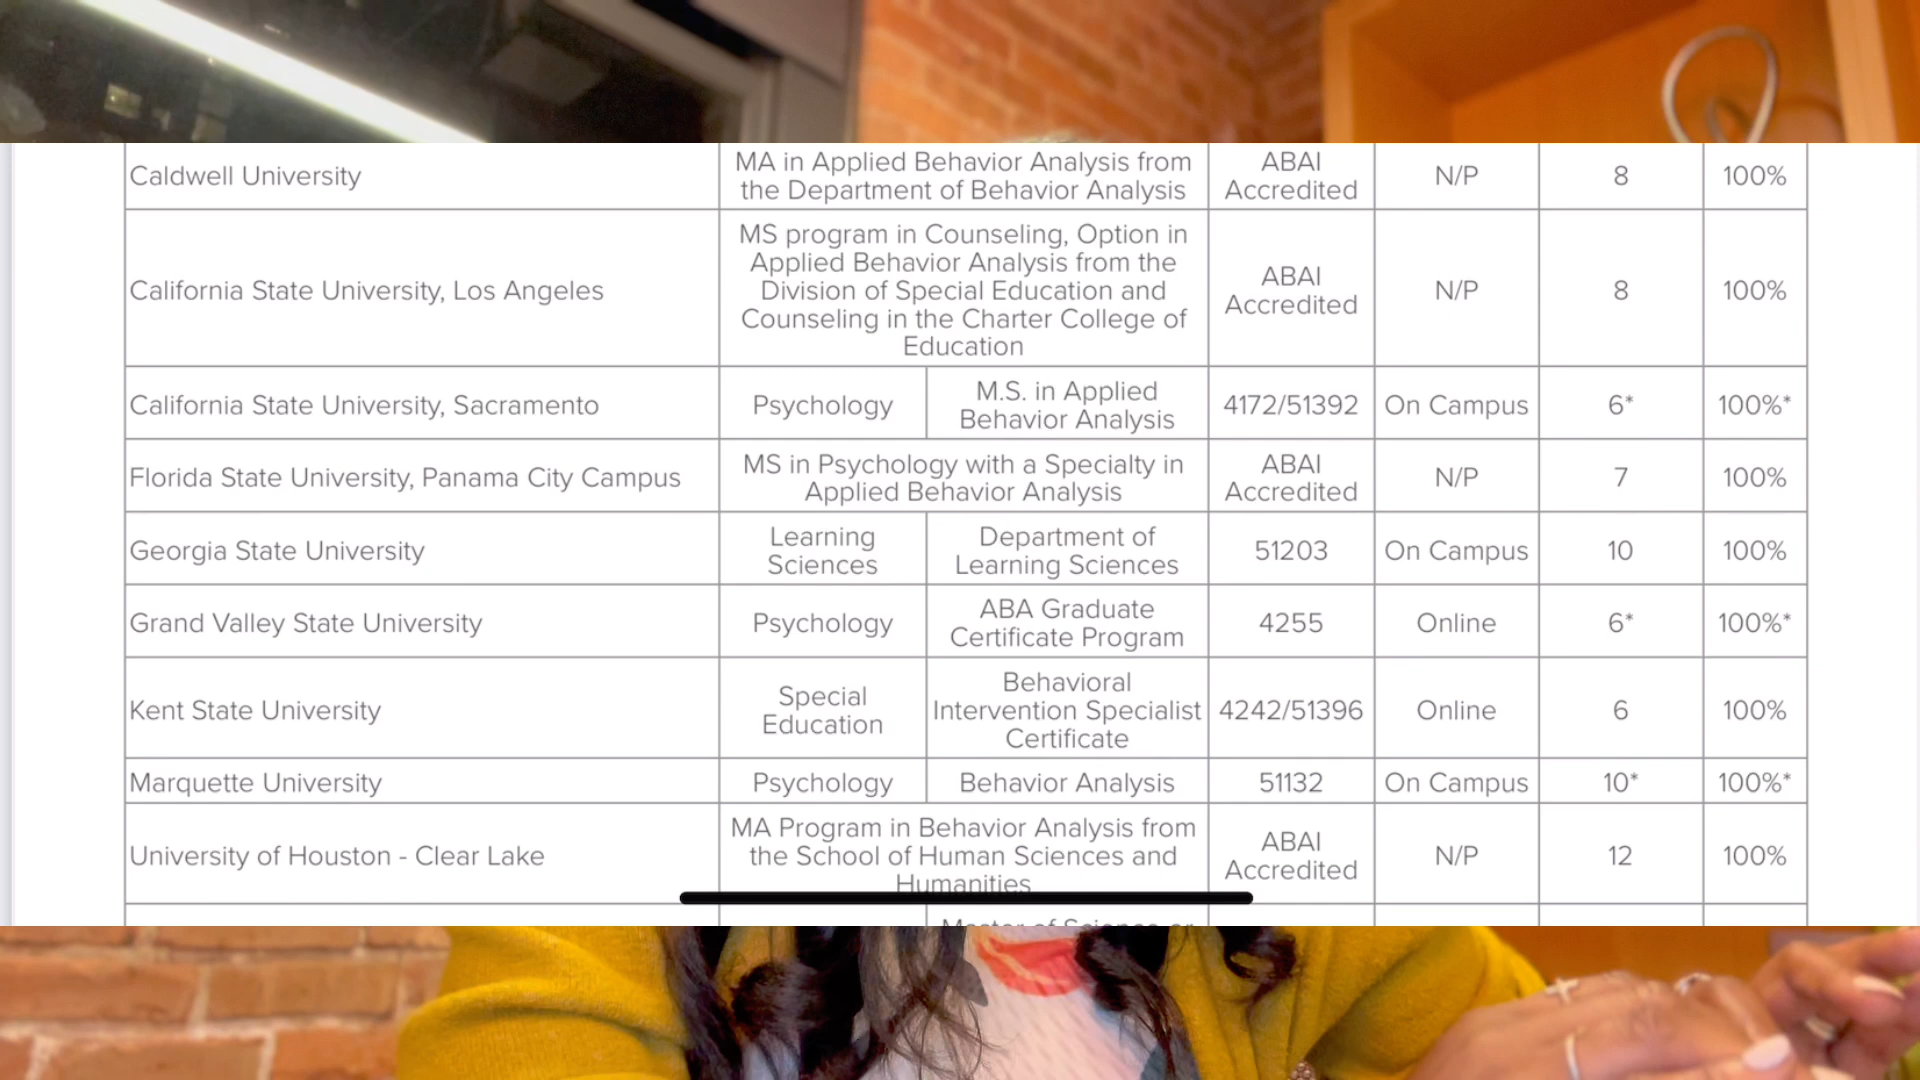 Caldwell University
MA in Applied Behavior Analysis from
the Department of Behavior Analysis
ABAI
Accredited
N/P
8
100%
California State University, Los Angeles
MS program in Counseling, Option in
Applied Behavior Analysis from the
Division of Special Education and
Counseling in the Charter College of
Education
ABAI
Accredited
N/P
8
100%
California State University, Sacramento
Psychology
M.S. in Applied
Behavior Analysis
4172/51392
On Campus
6*
100%*
Florida State University, Panama City Campus
MS in Psychology with a Specialty in
Applied Behavior Analysis
ABAI
Accredited
N/P
7
100%
Georgia State University
Learning
Sciences
Department of
Learning Sciences
51203
On Campus
10
100%
Grand Valley State University
Psychology
ABA Graduate
Certificate Program
4255
Online
6*
100%*
Kent State University
Special
Education
Behavioral
Intervention Specialist
Certificate
4242/51396
Online
6
100%
Marquette University
Psychology
Behavior Analysis
51132
On Campus
10*
100%*
University of Houston - Clear Lake
MA Program in Behavior Analysis from
the School of Human Sciences and
Humanities
ABAI
Accredited
N/P
12
100%
Master of Science or